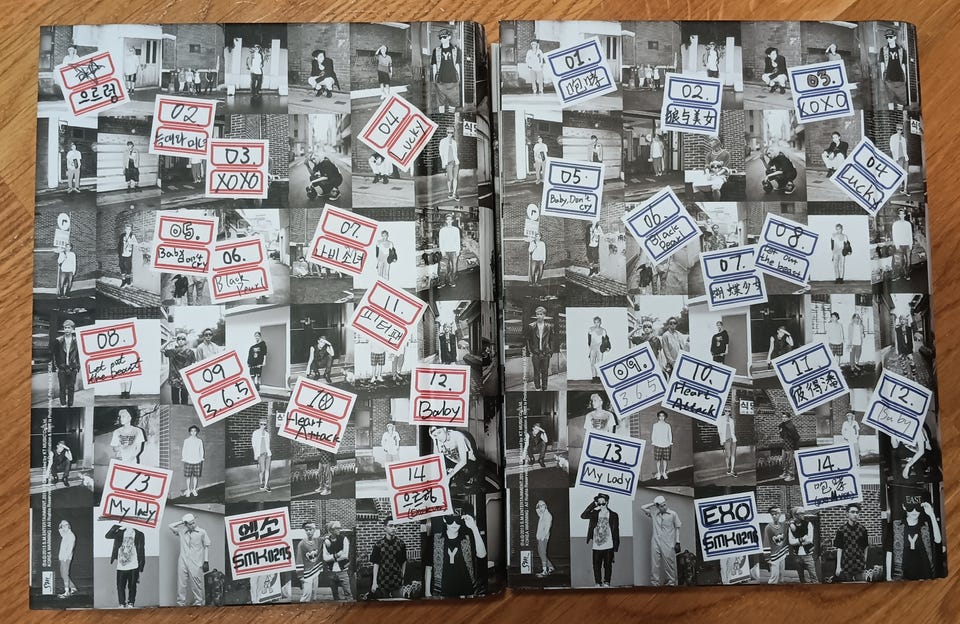 으르렁
02
늑대와 미녀
03.
XOXO
04
Lucky
05.
Baby don't
cry
06.
Black
Pearl
07.
나비소녀
08.
Let out
the beast
11.
피터팬
09
3.6.5
10
Heart
Attack
12.
Baby
13
My lady
14
으르렁
엑소
SMK0275
01.
咆哮
02.
狼与美女
03.
XOXO
04
Lucky
05.
Baby, Don't
cry
06.
Black
Pearl
07.
蝴蝶少女
08.
Let out
the beast
09.
3 6 5
10.
Heart
Attack
11
彼得潘
12.
Baby
13
My Lady
14.
咆哮
EXO
SMK0275